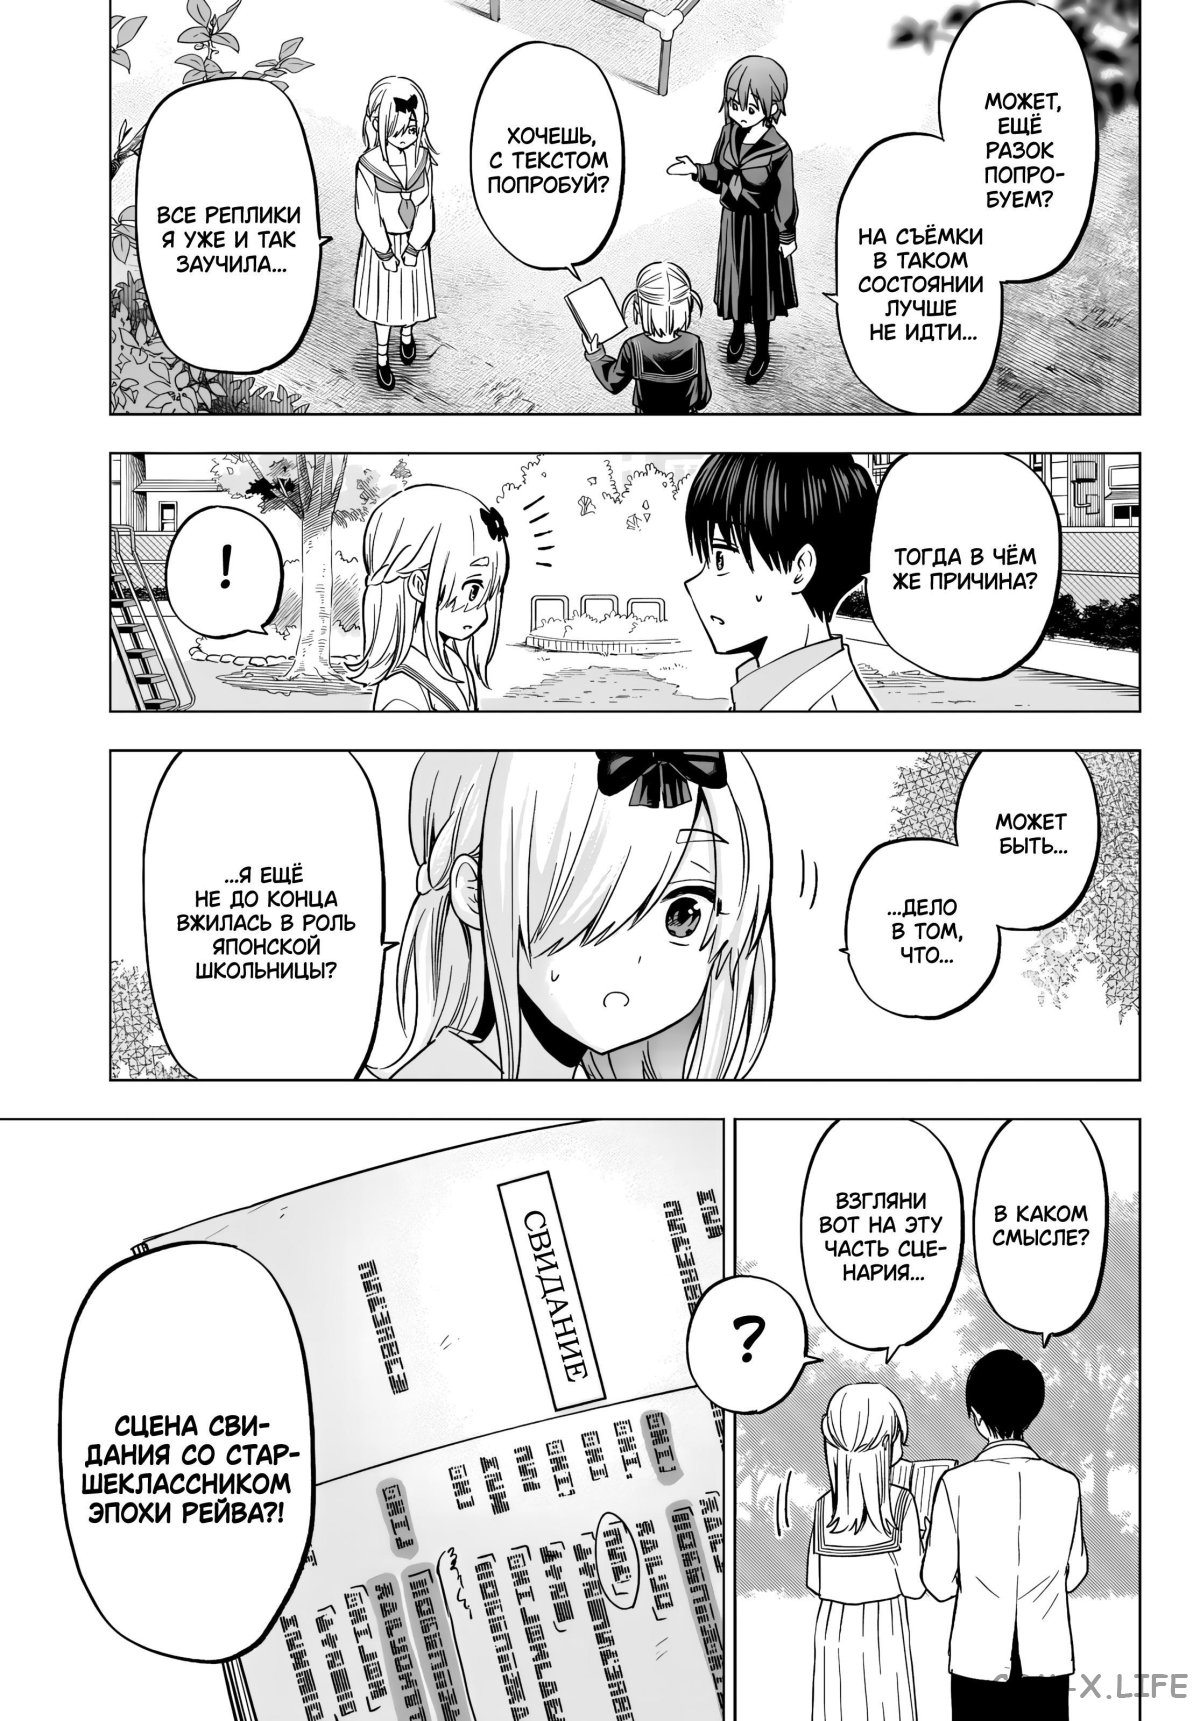 МОЖЕТ,
ЕЩЁ
РАЗОК
ПОПРО-
БУЕМ?
НА СЪЁМКИ
В ТАКОМ
СОСТОЯНИИ
ЛУЧШЕ
НЕ ИДТИ...
ХОЧЕШЬ,
С ТЕКСТОМ
ПОПРОБУЙ?
ВСЕ РЕПЛИКИ
Я УЖЕ И ТАК
ЗАУЧИЛА...
ТОГДА В ЧЁМ
ЖЕ ПРИЧИНА?
!
МОЖЕТ
БЫТЬ...
...ДЕЛО
В ТОМ,
ЧТО...
...Я ЕЩЁ
НЕ ДО КОНЦА
ВЖИЛАСЬ В РОЛЬ
ЯПОНСКОЙ
ШКОЛЬНИЦЫ?
В КАКОМ
СМЫСЛЕ?
ВЗГЛЯНИ
ВОТ НА ЭТУ
ЧАСТЬ СЦЕ-
НАРИЯ...
?
СВИДАНИЕ
СЦЕНА СВИ-
ДАНИЯ СО СТАР-
ШЕКЛАССНИКОМ
ЭПОХИ РЕЙВА?!
-X.LIFE